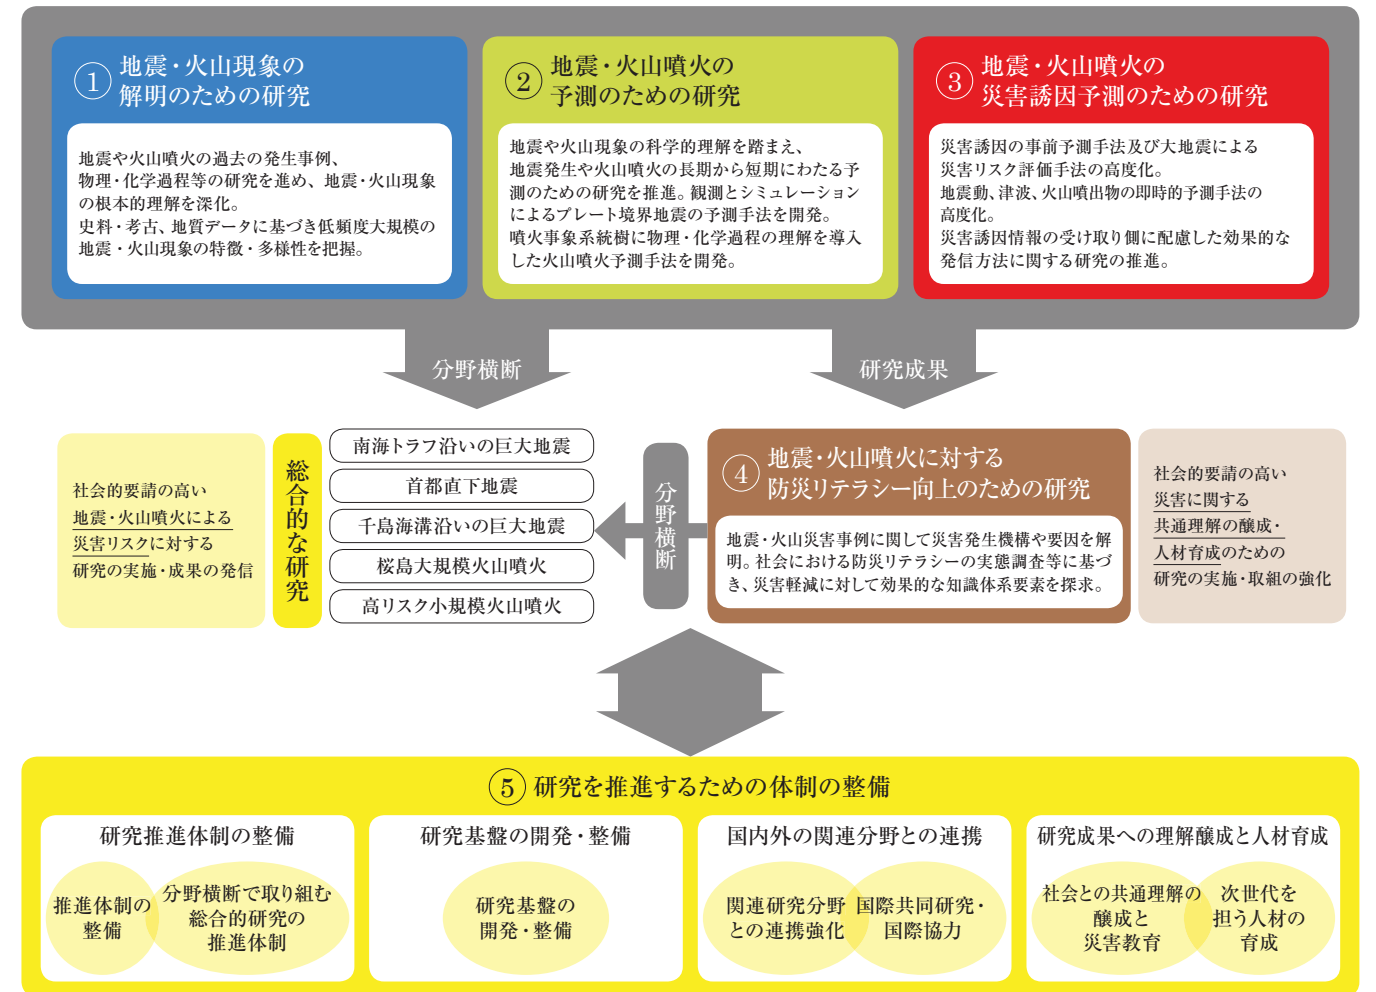 ① 地震・火山現象の
解明のための研究
地震や火山噴火の過去の発生事例、
物理・化学過程等の研究を進め、地震・火山現象
の根本的理解を深化。
史料・考古、地質データに基づき低頻度大規模の
地震・火山現象の特徴・多様性を把握。
② 地震・火山噴火の
予測のための研究
地震や火山現象の科学的理解を踏まえ、
地震発生や火山噴火の長期から短期にわたる予
測のための研究を推進。観測とシミュレーション
によるプレート境界地震の予測手法を開発。
噴火事象系統樹に物理・化学過程の理解を導入
した火山噴火予測手法を開発。
③ 地震・火山噴火の
災害誘因予測のための研究
災害誘因の事前予測手法及び大地震による
災害リスク評価手法の高度化。
地震動、津波、火山噴出物の即時的予測手法の
高度化。
災害誘因情報の受け取り側に配慮した効果的な
発信方法に関する研究の推進。
分野横断
研究成果
社会的要請の高い
地震・火山噴火による
災害リスクに対する
研究の実施・成果の発信
総合的な研究
南海トラフ沿いの巨大地震
首都直下地震
千島海溝沿いの巨大地震
桜島大規模火山噴火
高リスク小規模火山噴火
分野横断
④ 地震・火山噴火に対する
防災リテラシー向上のための研究
地震・火山災害事例に関して災害発生機構や要因を解
明。社会における防災リテラシーの実態調査等に基づ
き、災害軽減に対して効果的な知識体系要素を探求。
社会的要請の高い
災害に関する
共通理解の醸成・
人材育成のための
研究の実施・取組の強化
⑤ 研究を推進するための体制の整備
研究推進体制の整備
推進体制の
整備
分野横断で取り組む
総合的研究の
推進体制
研究基盤の開発・整備
研究基盤の
開発・整備
国内外の関連分野との連携
関連研究分野
との連携強化
国際共同研究・
国際協力
研究成果への理解醸成と人材育成
社会との共通理解の
醸成と
災害教育
次世代を
担う人材の
育成